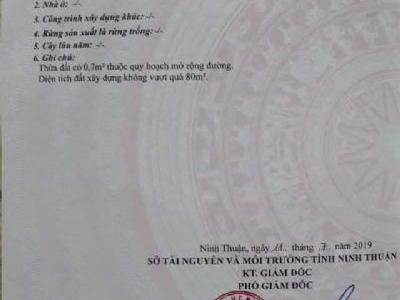 2. Nhà ở: -/-
3. Công trình xây dựng khác: -/-
4. Rừng sản xuất là rừng trồng: -/-
5. Cây lâu năm: -/-
6. Ghi chú:
Thửa đất có 0,7m² thuộc quy hoạch mở rộng đường.
Diện tích đất xây dựng không vượt quá 80m².
Ninh Thuận, ngày tháng 7. năm 2019
SỞ TÀI NGUYÊN VÀ MÔI TRƯỜNG TỈNH NINH THUẬN
KT. GIÁM ĐỐC
PHÓ GIÁM ĐỐC